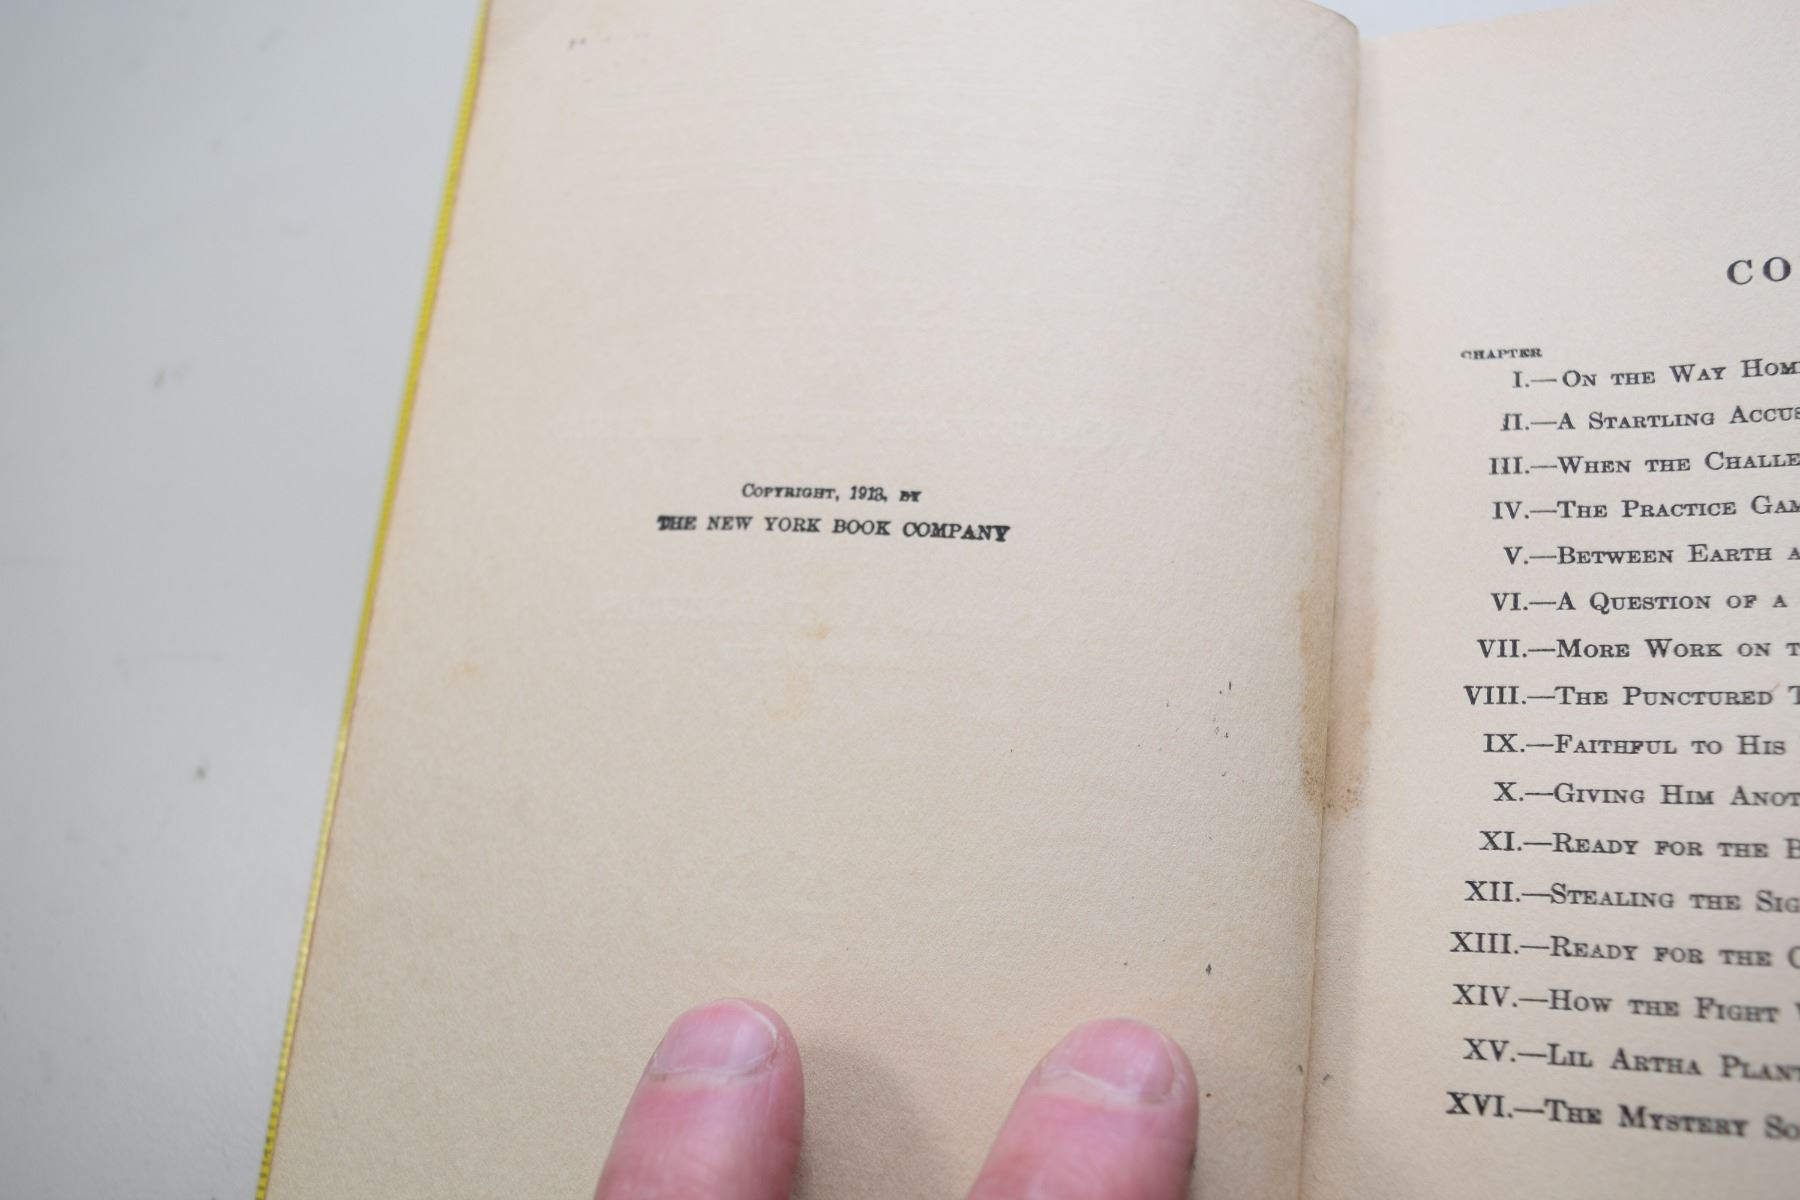 COPYRIGHT, 1913, BY
THE NEW YORK BOOK COMPANY
CO
CHAPTER
I.—ON THE WAY HOM
II.—A STARTLING ACCUS
III.—WHEN THE CHALLE
IV.—THE PRACTICE GAM
V.—BETWEEN EARTH A
VI.—A QUESTION OF A
VII.—MORE WORK ON T
VIII.—THE PUNCTURED T
IX.—FAITHFUL TO HIS
X.—GIVING HIM ANOT
XI.—READY FOR THE B
XII.—STEALING THE SIG
XIII.—READY FOR THE C
XIV.—HOW THE FIGHT
XV.—LIL ARTHA PLANT
XVI.—THE MYSTERY SO